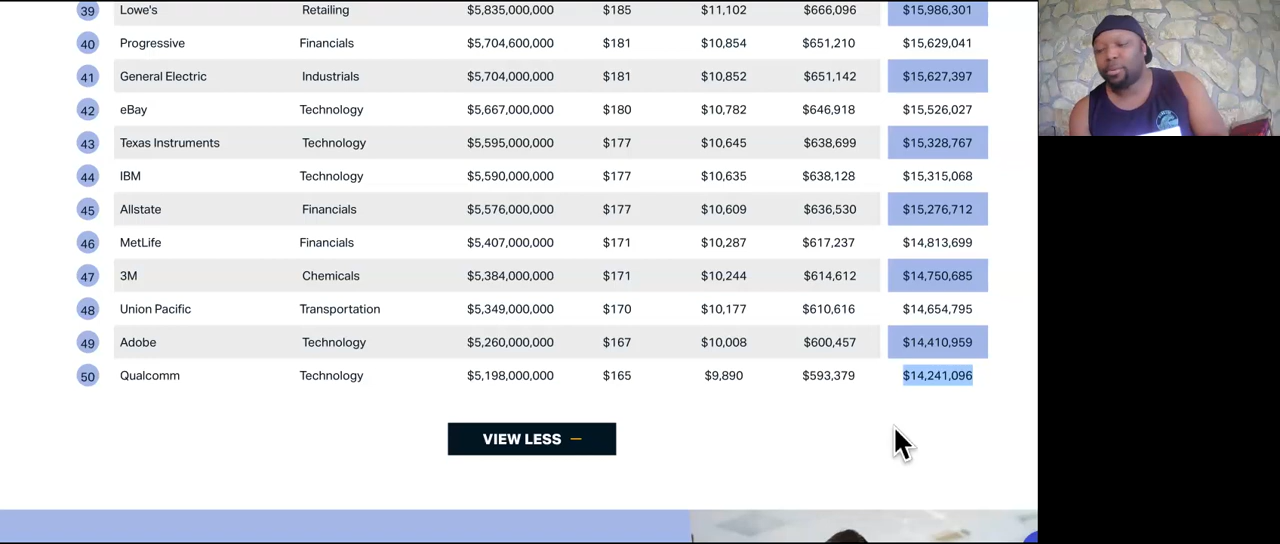 39 Lowe's Retailing $5,835,000,000 $185 $11,102 $666,096 $15,986,301
40 Progressive Financials $5,704,600,000 $181 $10,854 $651,210 $15,629,041
41 General Electric Industrials $5,704,000,000 $181 $10,852 $651,142 $15,627,397
42 eBay Technology $5,667,000,000 $180 $10,782 $646,918 $15,526,027
43 Texas Instruments Technology $5,595,000,000 $177 $10,645 $638,699 $15,328,767
44 IBM Technology $5,590,000,000 $177 $10,635 $638,128 $15,315,068
45 Allstate Financials $5,576,000,000 $177 $10,609 $636,530 $15,276,712
46 MetLife Financials $5,407,000,000 $171 $10,287 $617,237 $14,813,699
47 3M Chemicals $5,384,000,000 $171 $10,244 $614,612 $14,750,685
48 Union Pacific Transportation $5,349,000,000 $170 $10,177 $610,616 $14,654,795
49 Adobe Technology $5,260,000,000 $167 $10,008 $600,457 $14,410,959
50 Qualcomm Technology $5,198,000,000 $165 $9,890 $593,379 $14,241,096
VIEW LESS —